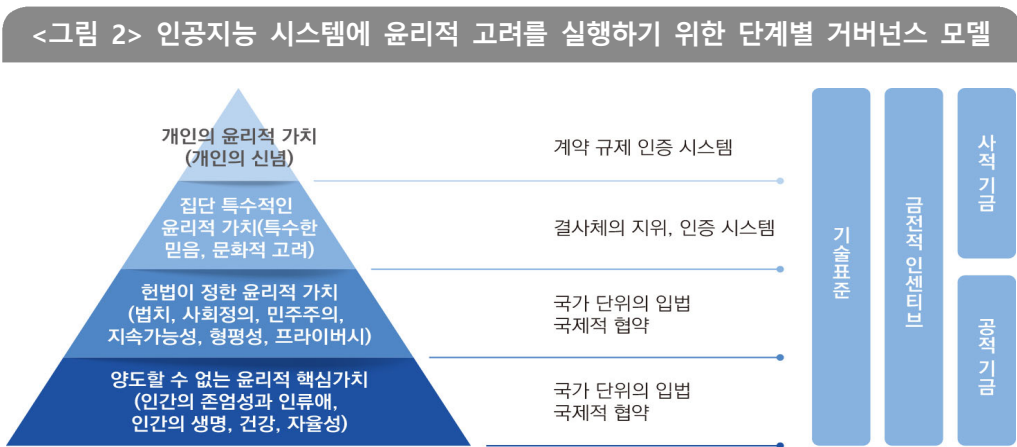 <그림 2> 인공지능 시스템에 윤리적 고려를 실행하기 위한 단계별 거버넌스 모델
개인의 윤리적 가치
(개인의 신념)
계약 규제 인증 시스템
집단 특수적인
윤리적 가치(특수한
믿음, 문화적 고려)
결사체의 지위, 인증 시스템
헌법이 정한 윤리적 가치
(법치, 사회정의, 민주주의,
지속가능성, 형평성, 프라이버시)
국가 단위의 입법
국제적 협약
양도할 수 없는 윤리적 핵심가치
(인간의 존엄성과 인류애,
인간의 생명, 건강, 자율성)
국가 단위의 입법
국제적 협약
기술표준
금전적 인센티브
사적 기금
공적 기금